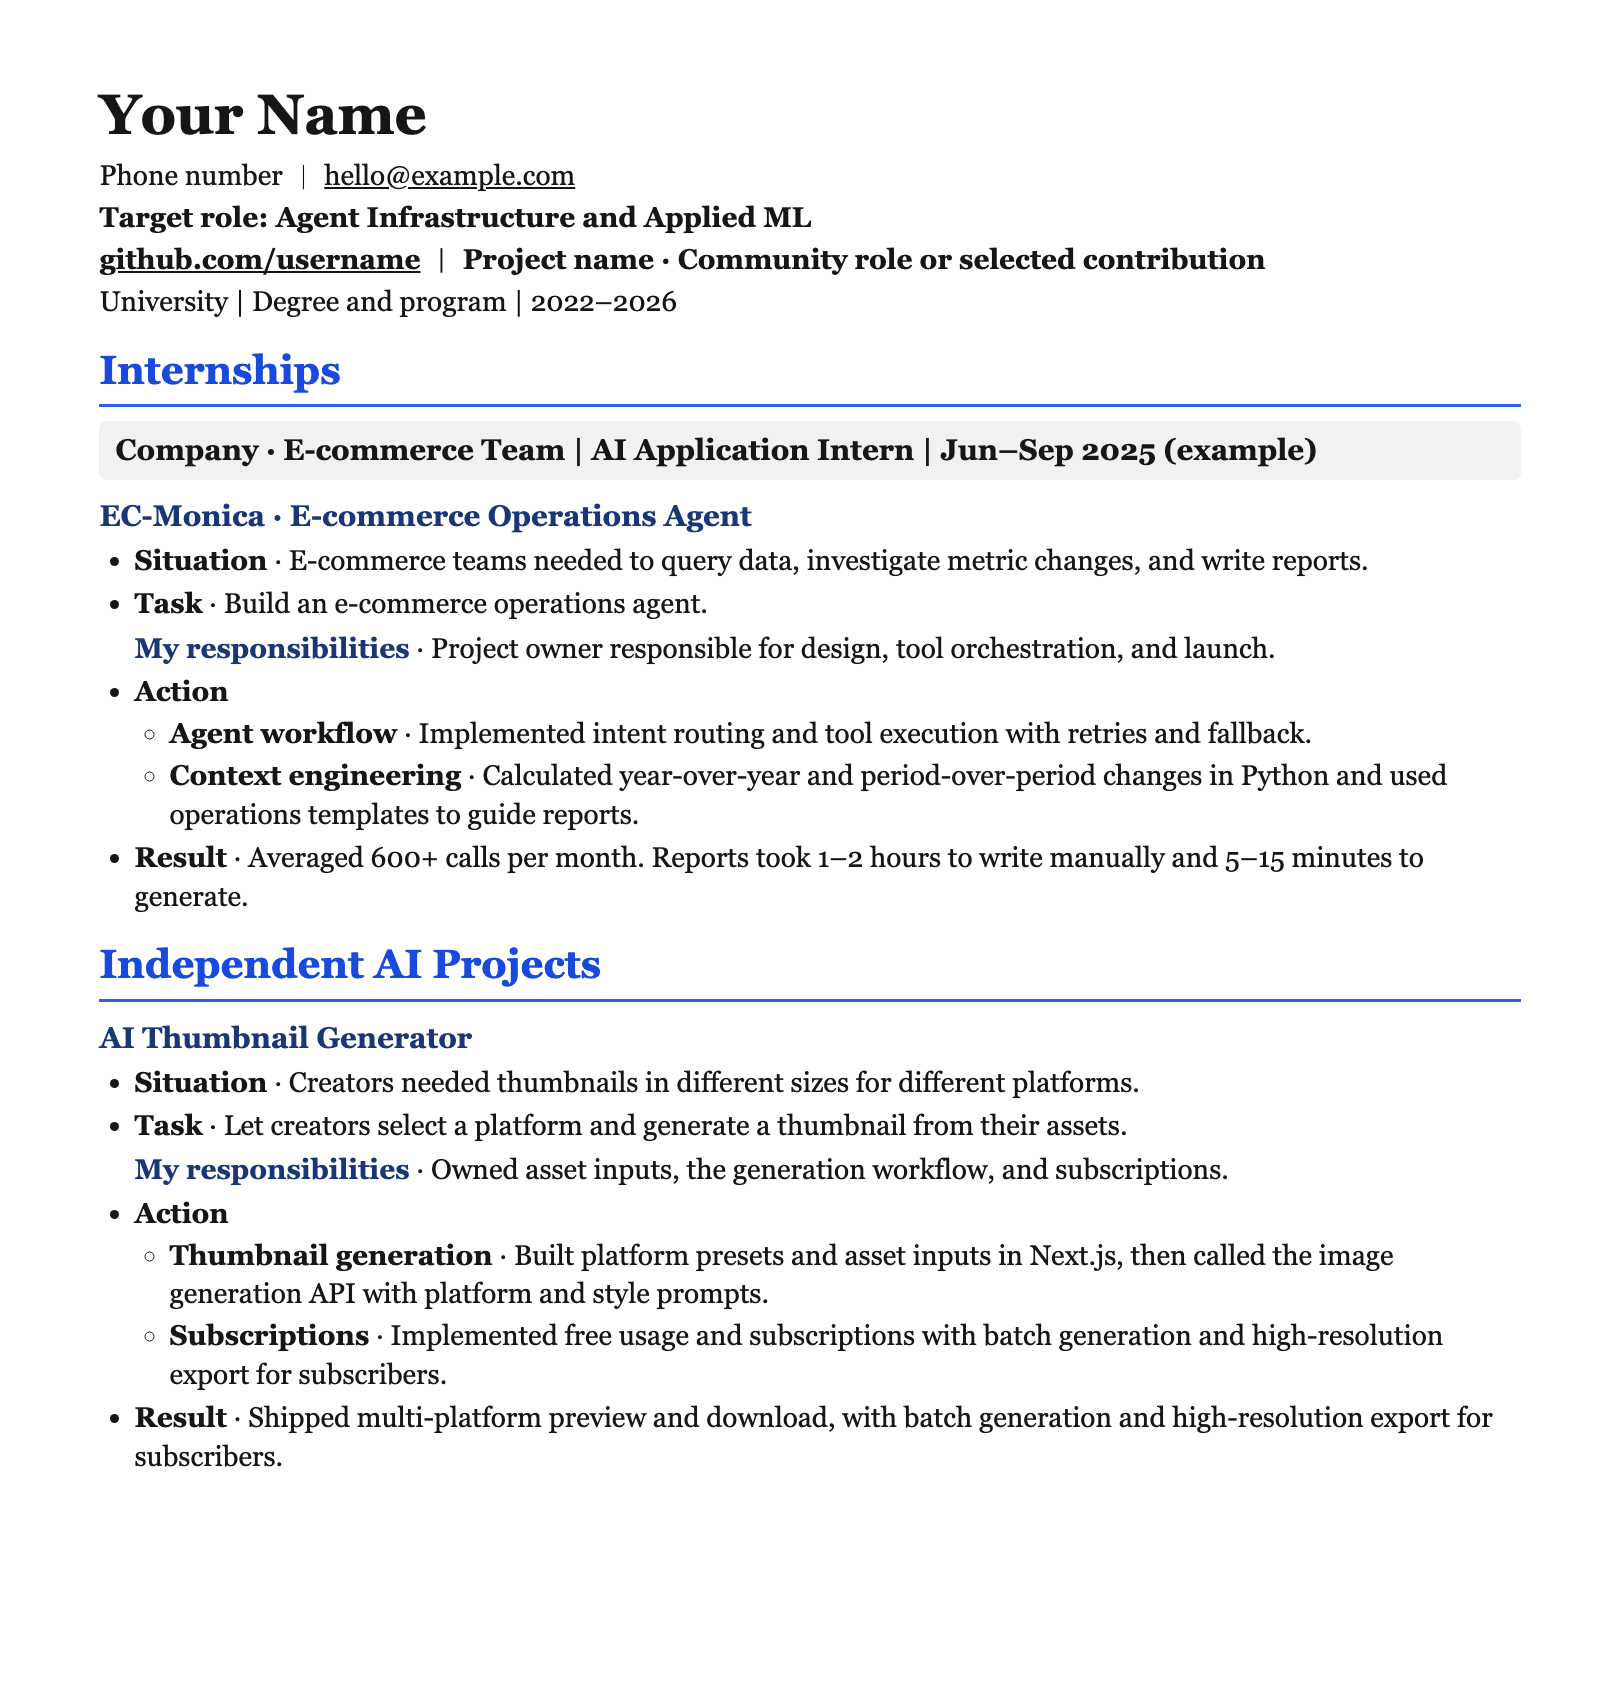 Your Name
Phone number | hello@example.com
Target role: Agent Infrastructure and Applied ML
github.com/username | Project name · Community role or selected contribution
University | Degree and program | 2022–2026
Internships
Company · E-commerce Team | AI Application Intern | Jun–Sep 2025 (example)
EC-Monica · E-commerce Operations Agent
• Situation · E-commerce teams needed to query data, investigate metric changes, and write reports.
• Task · Build an e-commerce operations agent.
My responsibilities · Project owner responsible for design, tool orchestration, and launch.
• Action
◦ Agent workflow · Implemented intent routing and tool execution with retries and fallback.
◦ Context engineering · Calculated year-over-year and period-over-period changes in Python and used
operations templates to guide reports.
• Result · Averaged 600+ calls per month. Reports took 1–2 hours to write manually and 5–15 minutes to
generate.
Independent AI Projects
AI Thumbnail Generator
• Situation · Creators needed thumbnails in different sizes for different platforms.
• Task · Let creators select a platform and generate a thumbnail from their assets.
My responsibilities · Owned asset inputs, the generation workflow, and subscriptions.
• Action
◦ Thumbnail generation · Built platform presets and asset inputs in Next.js, then called the image
generation API with platform and style prompts.
◦ Subscriptions · Implemented free usage and subscriptions with batch generation and high-resolution
export for subscribers.
• Result · Shipped multi-platform preview and download, with batch generation and high-resolution export for
subscribers.